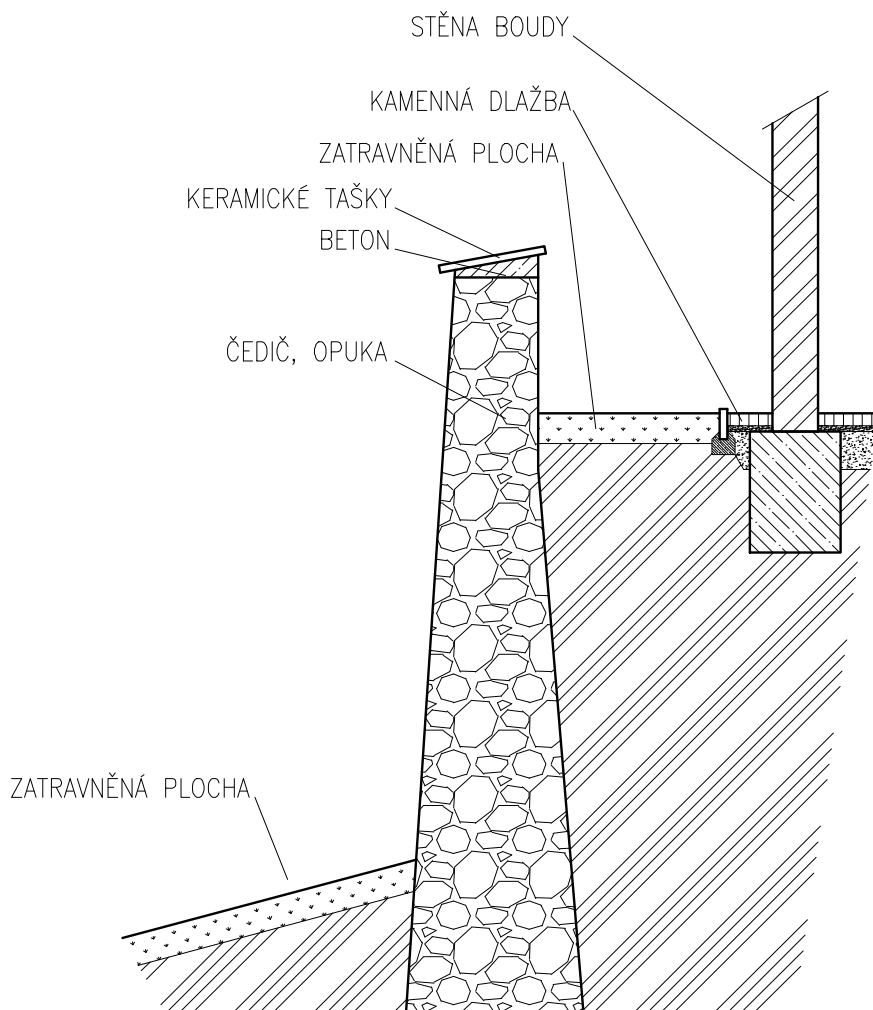 STĚNA BOUDY
KAMENNÁ DLAŽBA
ZATRAVNĚNÁ PLOCHA
KERAMICKÉ TAŠKY
BETON
ČEDIČ, OPUKA
ZATRAVNĚNÁ PLOCHA